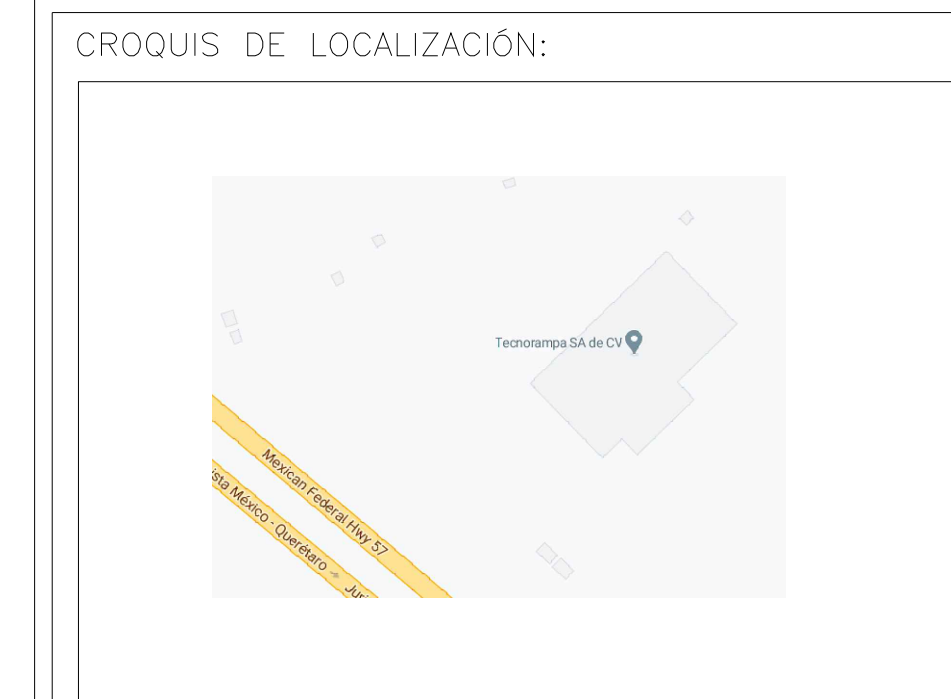 CROQUIS DE LOCALIZACIÓN:
Tecnorampa SA de CV
Mexican Federal Hwy 57
ista México - Querétaro